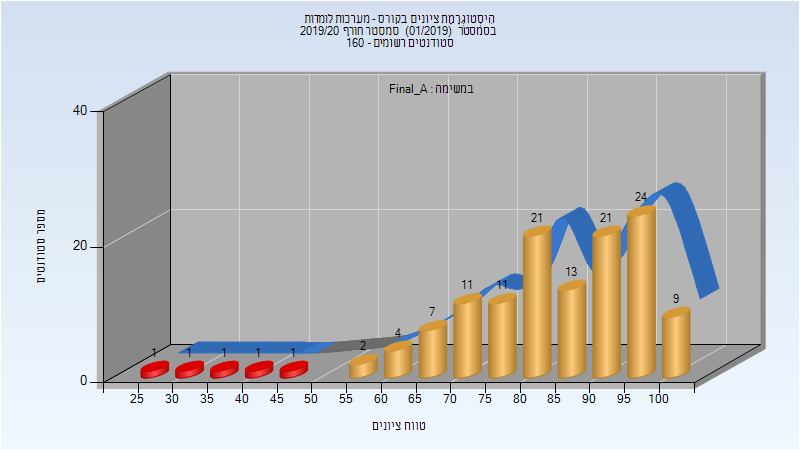 היסטוגרמת ציונים בקורס - מערכות לומדות
בסמסטר (01/2019) סמסטר חורף 2019/20
סטודנטים רשומים - 160
במשימה : Final_A
מספר סטודנטים
40
20
0
1 1 1 1 1 2 4 7 11 11 21 13 21 24 9
25 30 35 40 45 50 55 60 65 70 75 80 85 90 95 100
טווח ציונים